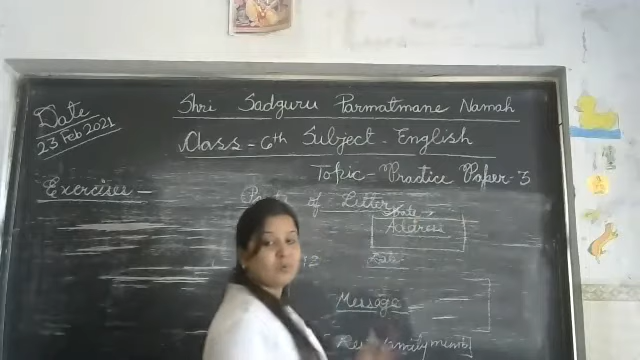 Shri Sadguru Parmatmane Namah
Date
23 Feb 2021
Class - 6th Subject - English
Topic - Practice Paper - 3
Exercises -
of Letter
Address
Message